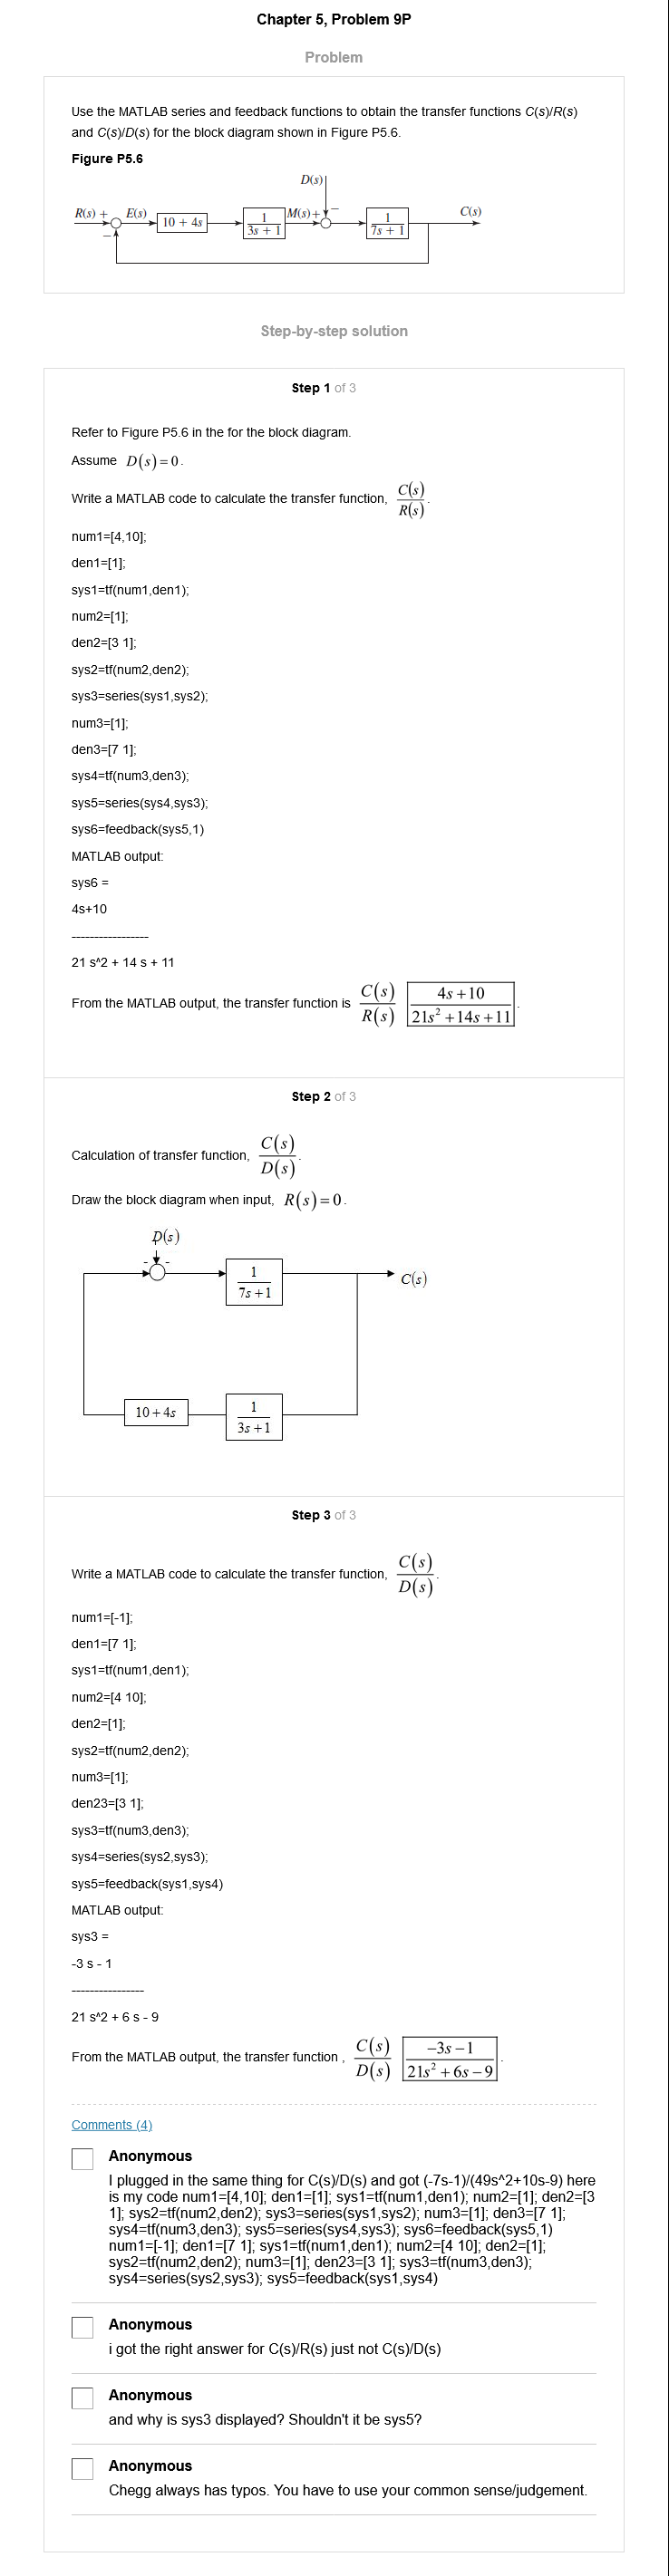 Chapter 5, Problem 9P
Problem
Use the MATLAB series and feedback functions to obtain the transfer functions C(s)/R(s)
and C(s)/D(s) for the block diagram shown in Figure P5.6.
Figure P5.6
D(s)
R(s) + E(s) 10 + 4s 1 M(s) + − 1 C(s)
− 3s + 1 7s + 1
Step-by-step solution
Step 1 of 3
Refer to Figure P5.6 in the for the block diagram.
Assume D(s)=0.
Write a MATLAB code to calculate the transfer function, C(s)/R(s).
num1=[4,10];
den1=[1];
sys1=tf(num1,den1);
num2=[1];
den2=[3 1];
sys2=tf(num2,den2);
sys3=series(sys1,sys2);
num3=[1];
den3=[7 1];
sys4=tf(num3,den3);
sys5=series(sys4,sys3);
sys6=feedback(sys5,1)
MATLAB output:
sys6 =
4s+10
-----------------
21 s^2 + 14 s + 11
From the MATLAB output, the transfer function is C(s)/R(s) 4s+10/21s²+14s+11.
Step 2 of 3
Calculation of transfer function, C(s)/D(s).
Draw the block diagram when input, R(s)=0.
D(s)
- -
1
7s+1
C(s)
10+4s
1
3s+1
Step 3 of 3
Write a MATLAB code to calculate the transfer function, C(s)/D(s).
num1=[-1];
den1=[7 1];
sys1=tf(num1,den1);
num2=[4 10];
den2=[1];
sys2=tf(num2,den2);
num3=[1];
den23=[3 1];
sys3=tf(num3,den3);
sys4=series(sys2,sys3);
sys5=feedback(sys1,sys4)
MATLAB output:
sys3 =
-3 s - 1
----------------
21 s^2 + 6 s - 9
From the MATLAB output, the transfer function , C(s)/D(s) −3s−1/21s²+6s−9.
Comments (4)
Anonymous
I plugged in the same thing for C(s)/D(s) and got (-7s-1)/(49s^2+10s-9) here
is my code num1=[4,10]; den1=[1]; sys1=tf(num1,den1); num2=[1]; den2=[3
1]; sys2=tf(num2,den2); sys3=series(sys1,sys2); num3=[1]; den3=[7 1];
sys4=tf(num3,den3); sys5=series(sys4,sys3); sys6=feedback(sys5,1)
num1=[-1]; den1=[7 1]; sys1=tf(num1,den1); num2=[4 10]; den2=[1];
sys2=tf(num2,den2); num3=[1]; den23=[3 1]; sys3=tf(num3,den3);
sys4=series(sys2,sys3); sys5=feedback(sys1,sys4)
Anonymous
i got the right answer for C(s)/R(s) just not C(s)/D(s)
Anonymous
and why is sys3 displayed? Shouldn't it be sys5?
Anonymous
Chegg always has typos. You have to use your common sense/judgement.